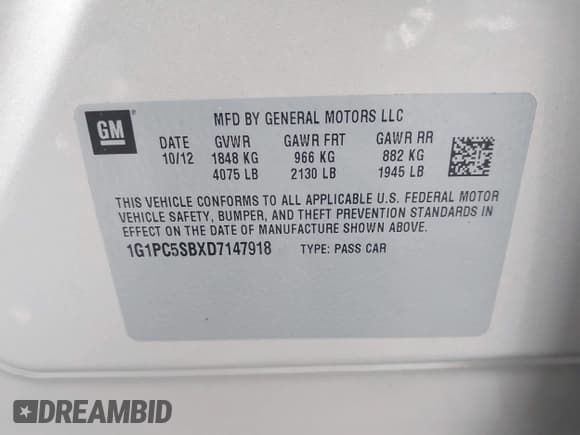 GM
MFD BY GENERAL MOTORS LLC
DATE GVWR GAWR FRT GAWR RR
10/12 1848 KG 966 KG 882 KG
4075 LB 2130 LB 1945 LB
THIS VEHICLE CONFORMS TO ALL APPLICABLE U.S. FEDERAL MOTOR
VEHICLE SAFETY, BUMPER, AND THEFT PREVENTION STANDARDS IN
EFFECT ON THE DATE OF MANUFACTURE SHOWN ABOVE.
1G1PC5SBXD7147918 TYPE: PASS CAR
DREAMBID